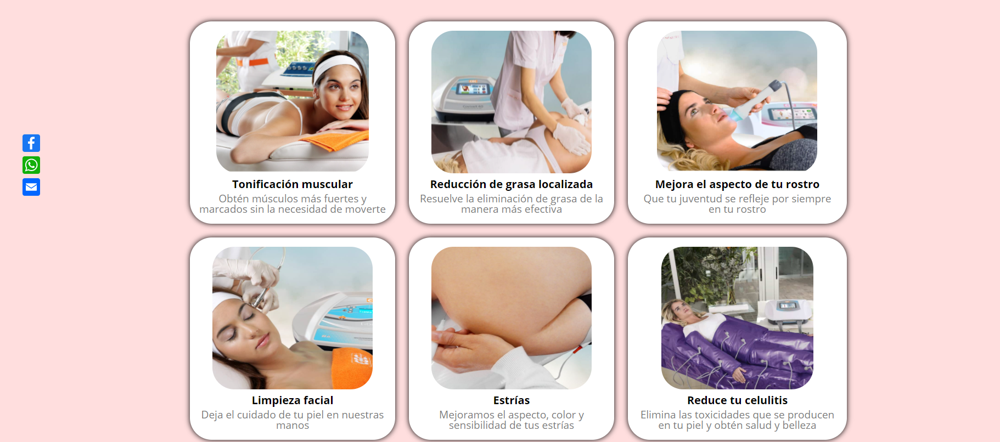 Tonificación muscular
Obtén músculos más fuertes y
marcados sin la necesidad de moverte
Reducción de grasa localizada
Resuelve la eliminación de grasa de la
manera más efectiva
Mejora el aspecto de tu rostro
Que tu juventud se refleje por siempre
en tu rostro
Limpieza facial
Deja el cuidado de tu piel en nuestras
manos
Estrías
Mejoramos el aspecto, color y
sensibilidad de tus estrías
Reduce tu celulitis
Elimina las toxicidades que se producen
en tu piel y obtén salud y belleza